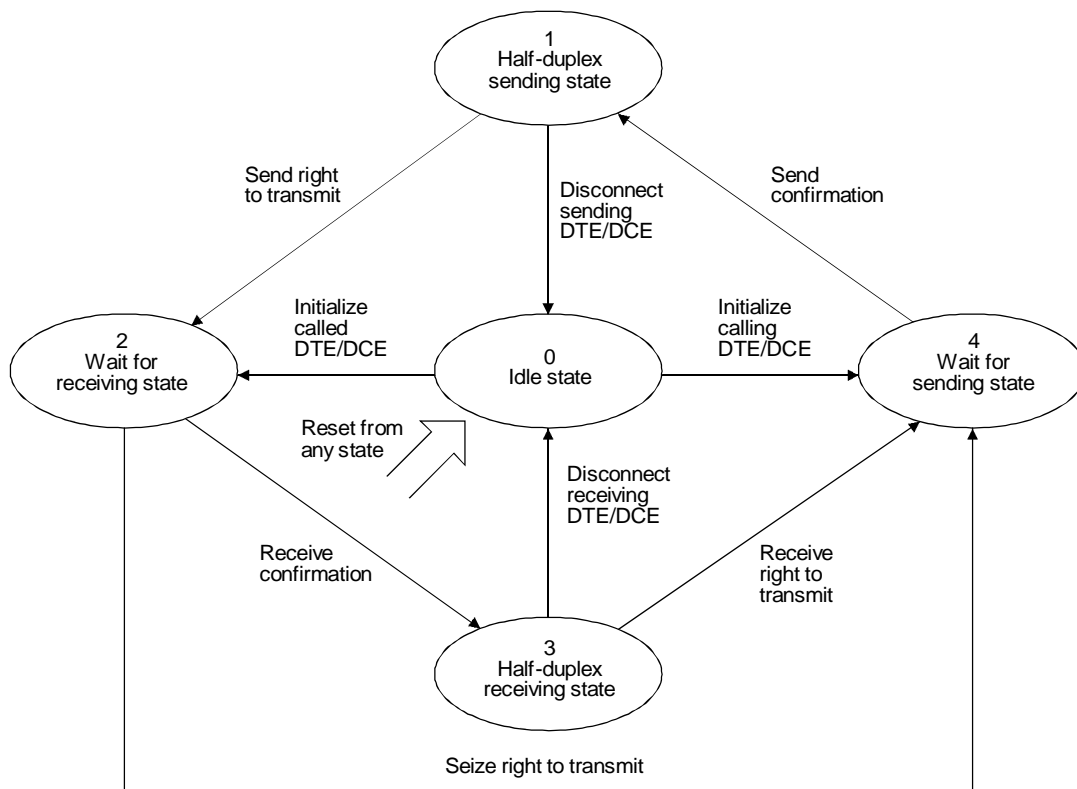 1
Half-duplex
sending state
Send right
to transmit
Disconnect
sending
DTE/DCE
Send
confirmation
Initialize
called
DTE/DCE
Initialize
calling
DTE/DCE
2
Wait for
receiving state
0
Idle state
4
Wait for
sending state
Reset from
any state
Disconnect
receiving
DTE/DCE
Receive
confirmation
Receive
right to
transmit
3
Half-duplex
receiving state
Seize right to transmit